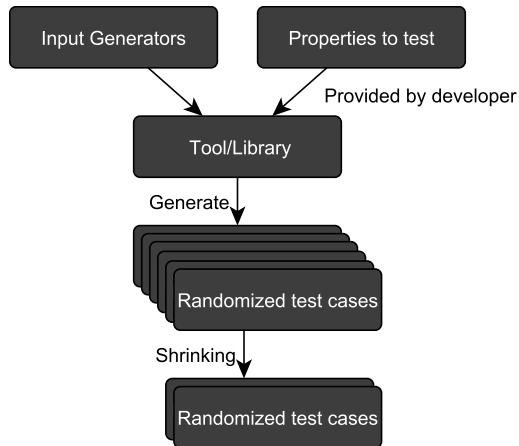 Input Generators
Properties to test
Provided by developer
Tool/Library
Generate
Randomized test cases
Shrinking
Randomized test cases